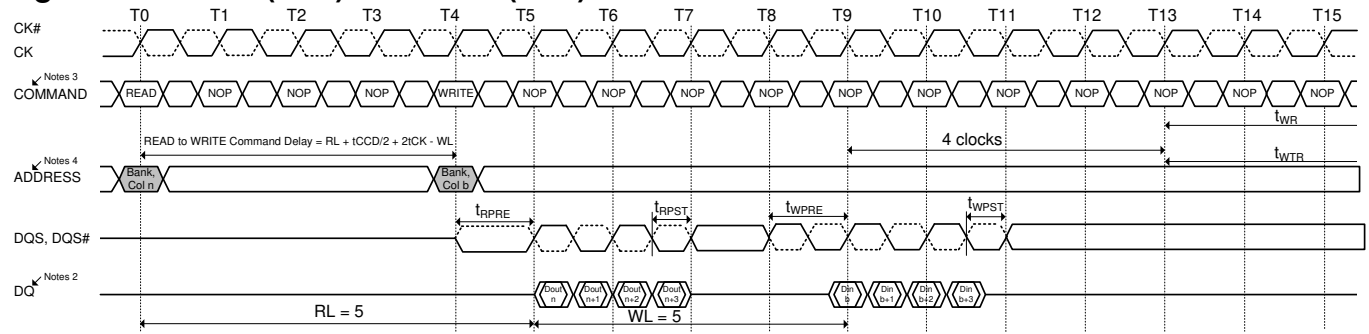 T0 T1 T2 T3 T4 T5 T6 T7 T8 T9 T10 T11 T12 T13 T14 T15
CK#
CK
Notes 3
COMMAND READ NOP NOP NOP WRITE NOP NOP NOP NOP NOP NOP NOP NOP NOP NOP NOP
tWR
READ to WRITE Command Delay = RL + tCCD/2 + 2tCK - WL
4 clocks
tWTR
Notes 4
ADDRESS
Bank, Col n
Bank, Col b
tRPRE tRPST tWPRE tWPST
DQS, DQS#
Notes 2
DQ
Dout n
Dout n+1
Dout n+2
Dout n+3
Din b
Din b+1
Din b+2
Din b+3
RL = 5 WL = 5